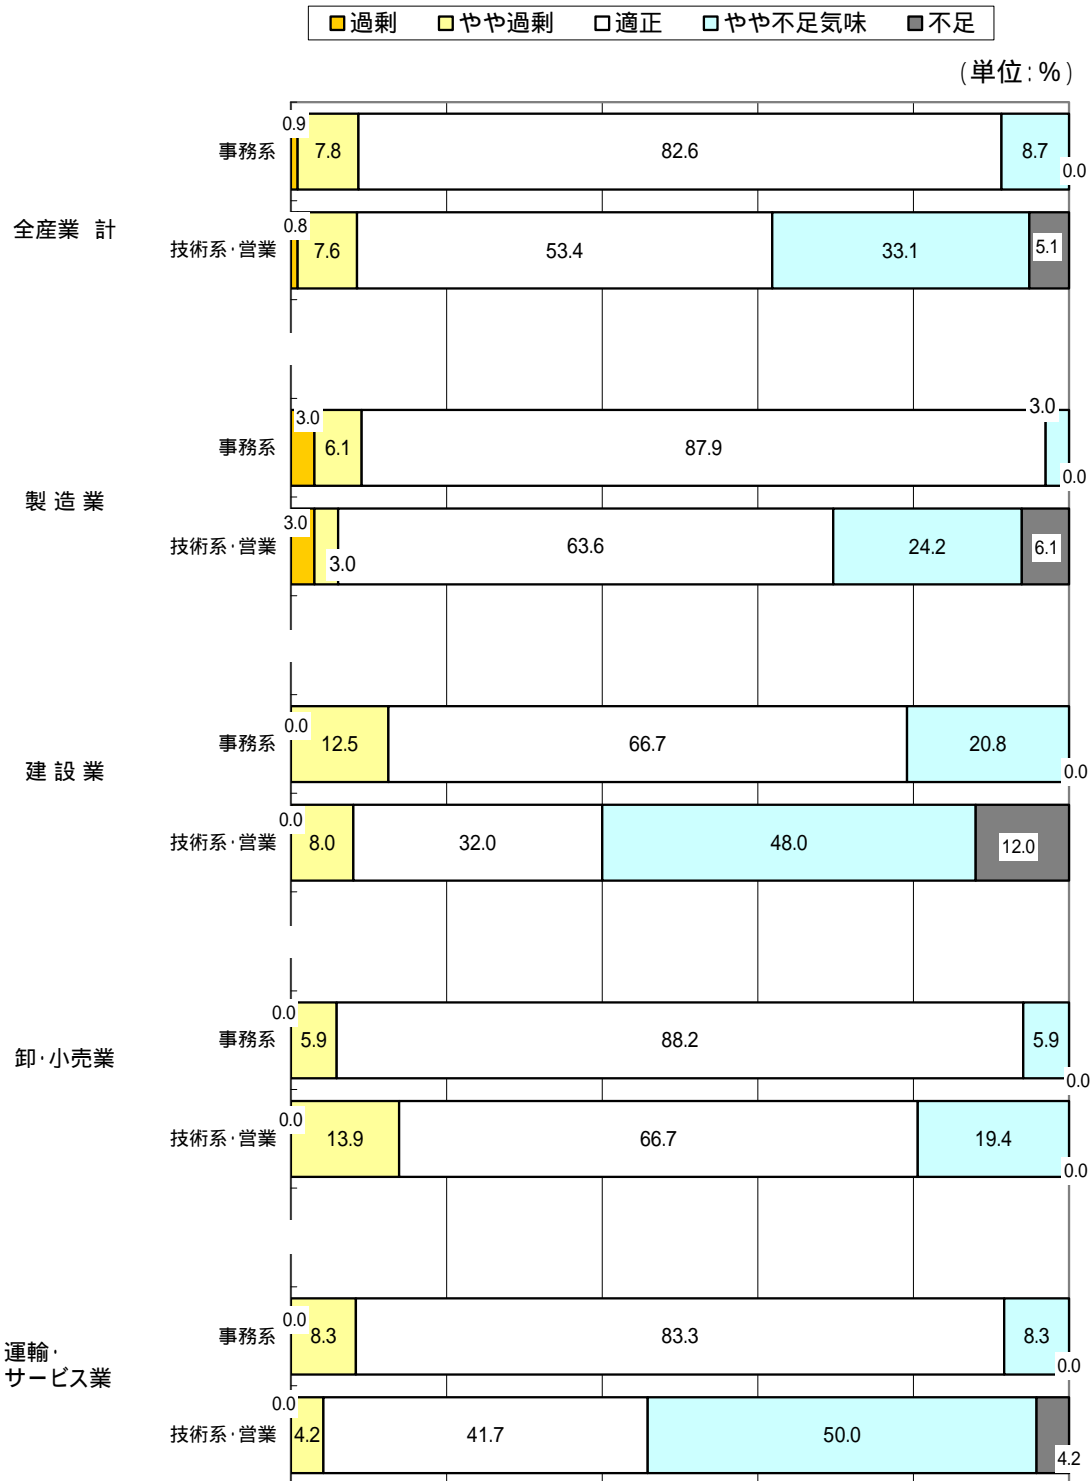 過剰 やや過剰 適正 やや不足気味 不足
(単位:%)
全産業 計
事務系 0.9 7.8 82.6 8.7 0.0
技術系・営業 0.8 7.6 53.4 33.1 5.1
製造業
事務系 3.0 6.1 87.9 3.0 0.0
技術系・営業 3.0 3.0 63.6 24.2 6.1
建設業
事務系 0.0 12.5 66.7 20.8 0.0
技術系・営業 0.0 8.0 32.0 48.0 12.0
卸・小売業
事務系 0.0 5.9 88.2 5.9 0.0
技術系・営業 0.0 13.9 66.7 19.4 0.0
運輸・
サービス業
事務系 0.0 8.3 83.3 8.3 0.0
技術系・営業 0.0 4.2 41.7 50.0 4.2